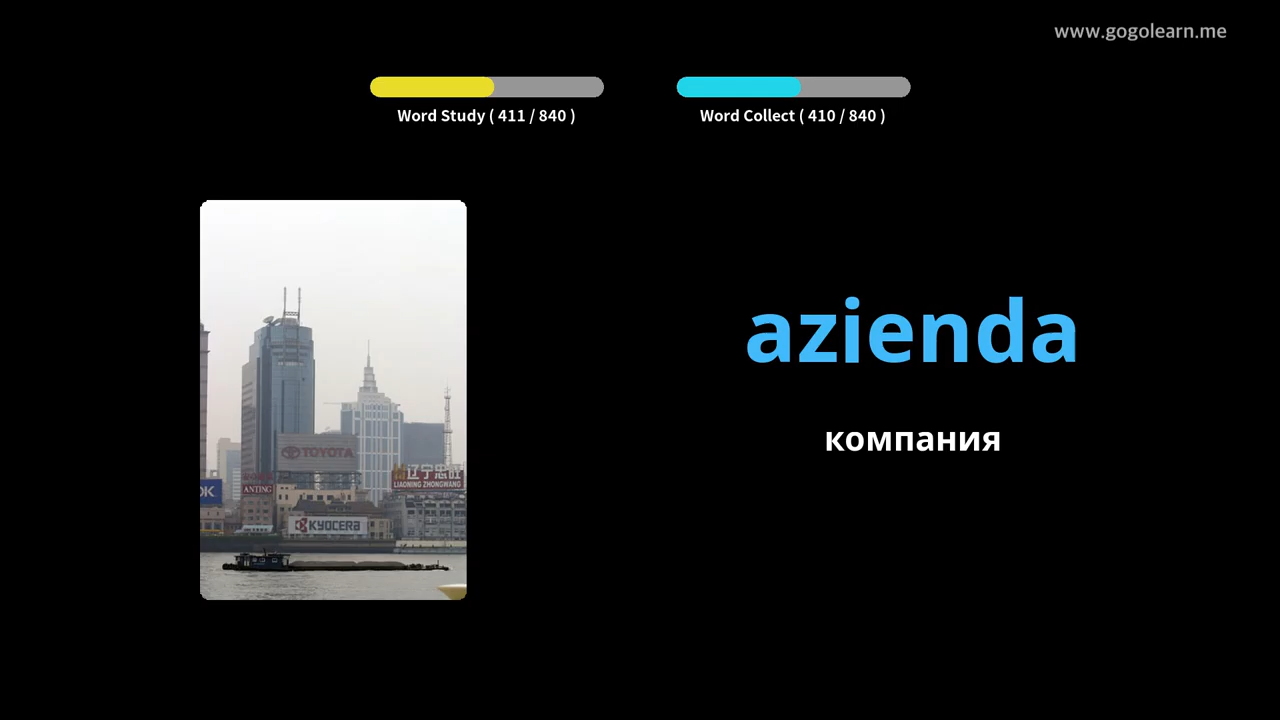 www.gogolearn.me
Word Study ( 411 / 840 )
Word Collect ( 410 / 840 )
azienda
компания
TOYOTA
辽宁忠旺
LIAONING ZHONGWANG
ANTING
KYOCERA